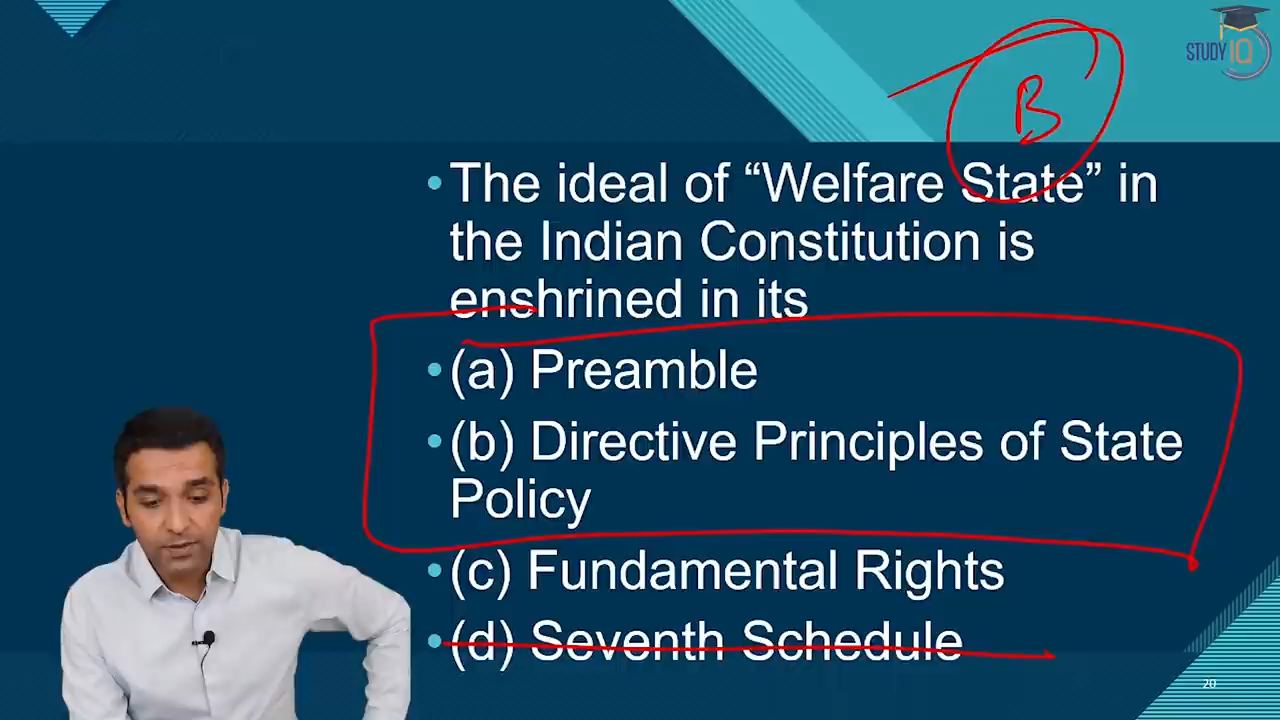 STUDY IQ
B
• The ideal of “Welfare State” in
the Indian Constitution is
enshrined in its
• (a) Preamble
• (b) Directive Principles of State
Policy
• (c) Fundamental Rights
• (d) Seventh Schedule
20